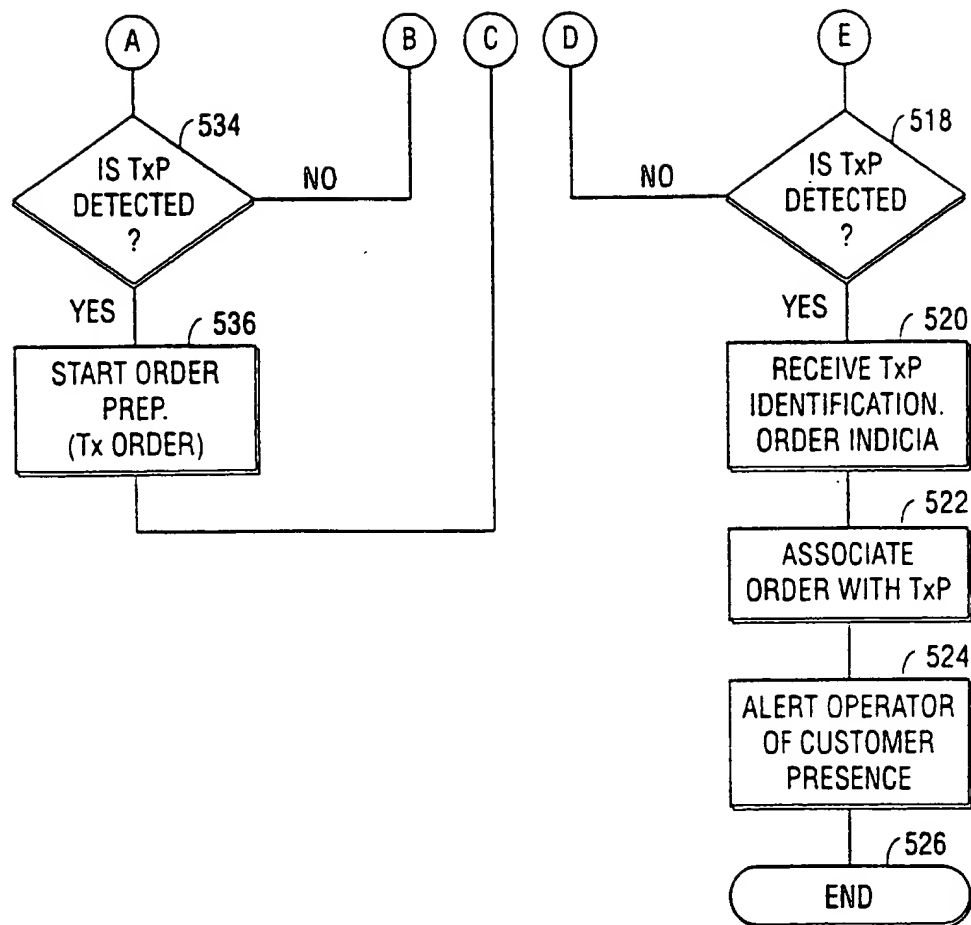 A
B
C
D
E
534
IS TxP
DETECTED
?
NO
YES
536
START ORDER
PREP.
(Tx ORDER)
518
IS TxP
DETECTED
?
NO
YES
520
RECEIVE TxP
IDENTIFICATION.
ORDER INDICIA
522
ASSOCIATE
ORDER WITH TxP
524
ALERT OPERATOR
OF CUSTOMER
PRESENCE
526
END